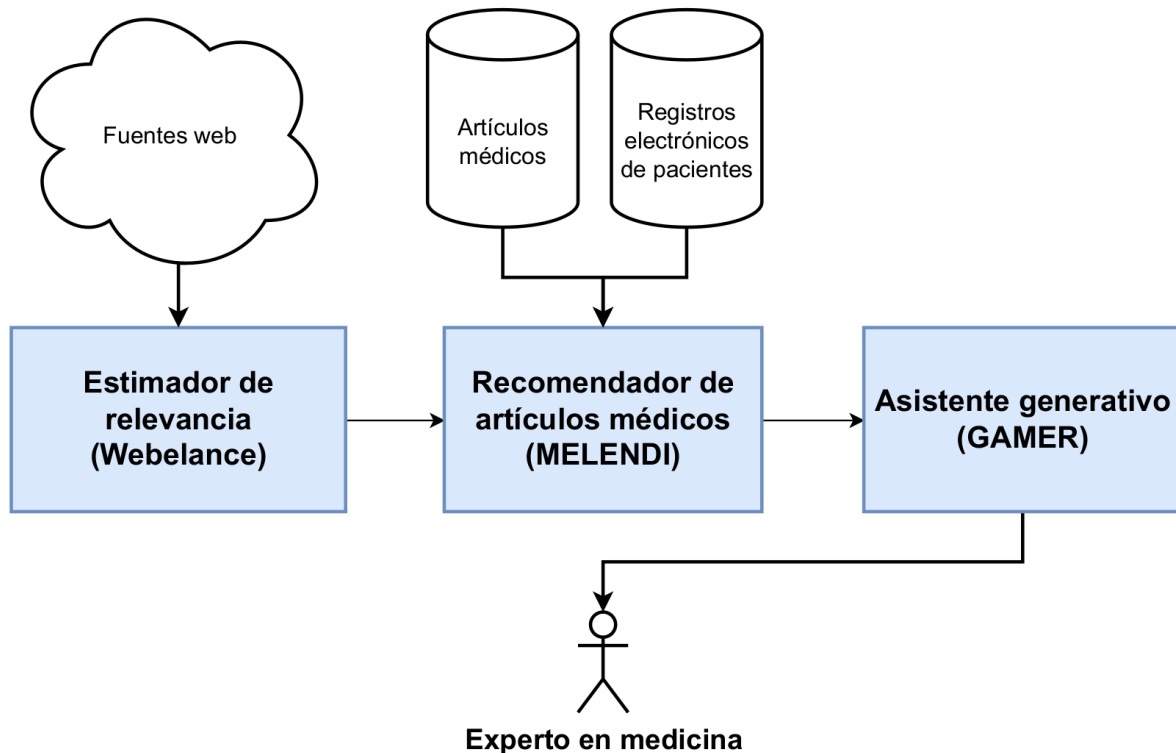 Fuentes web
Artículos
médicos
Registros
electrónicos
de pacientes
Estimador de
relevancia
(Webelance)
Recomendador de
artículos médicos
(MELENDI)
Asistente generativo
(GAMER)
Experto en medicina